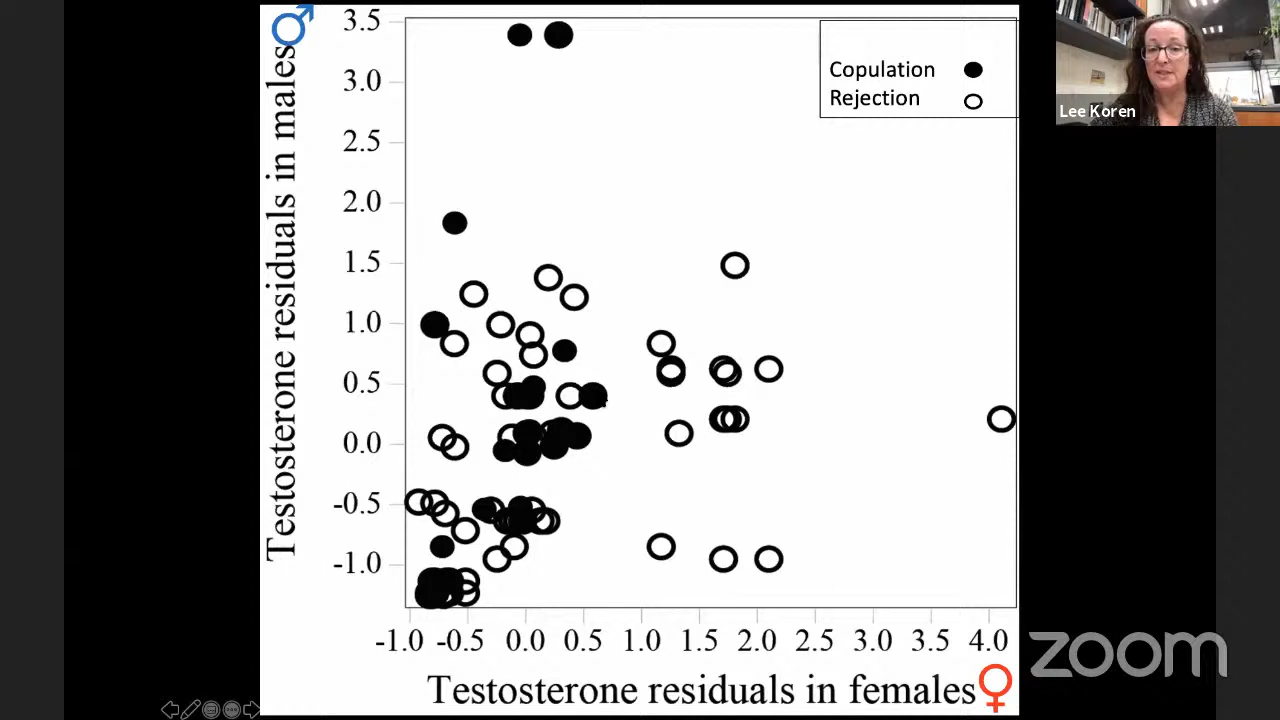 Testosterone residuals in males
3.5
3.0
2.5
2.0
1.5
1.0
0.5
0.0
-0.5
-1.0
Copulation
Rejection
-1.0 -0.5 0.0 0.5 1.0 1.5 2.0 2.5 3.0 3.5 4.0
Testosterone residuals in females
Lee Koren
zoom